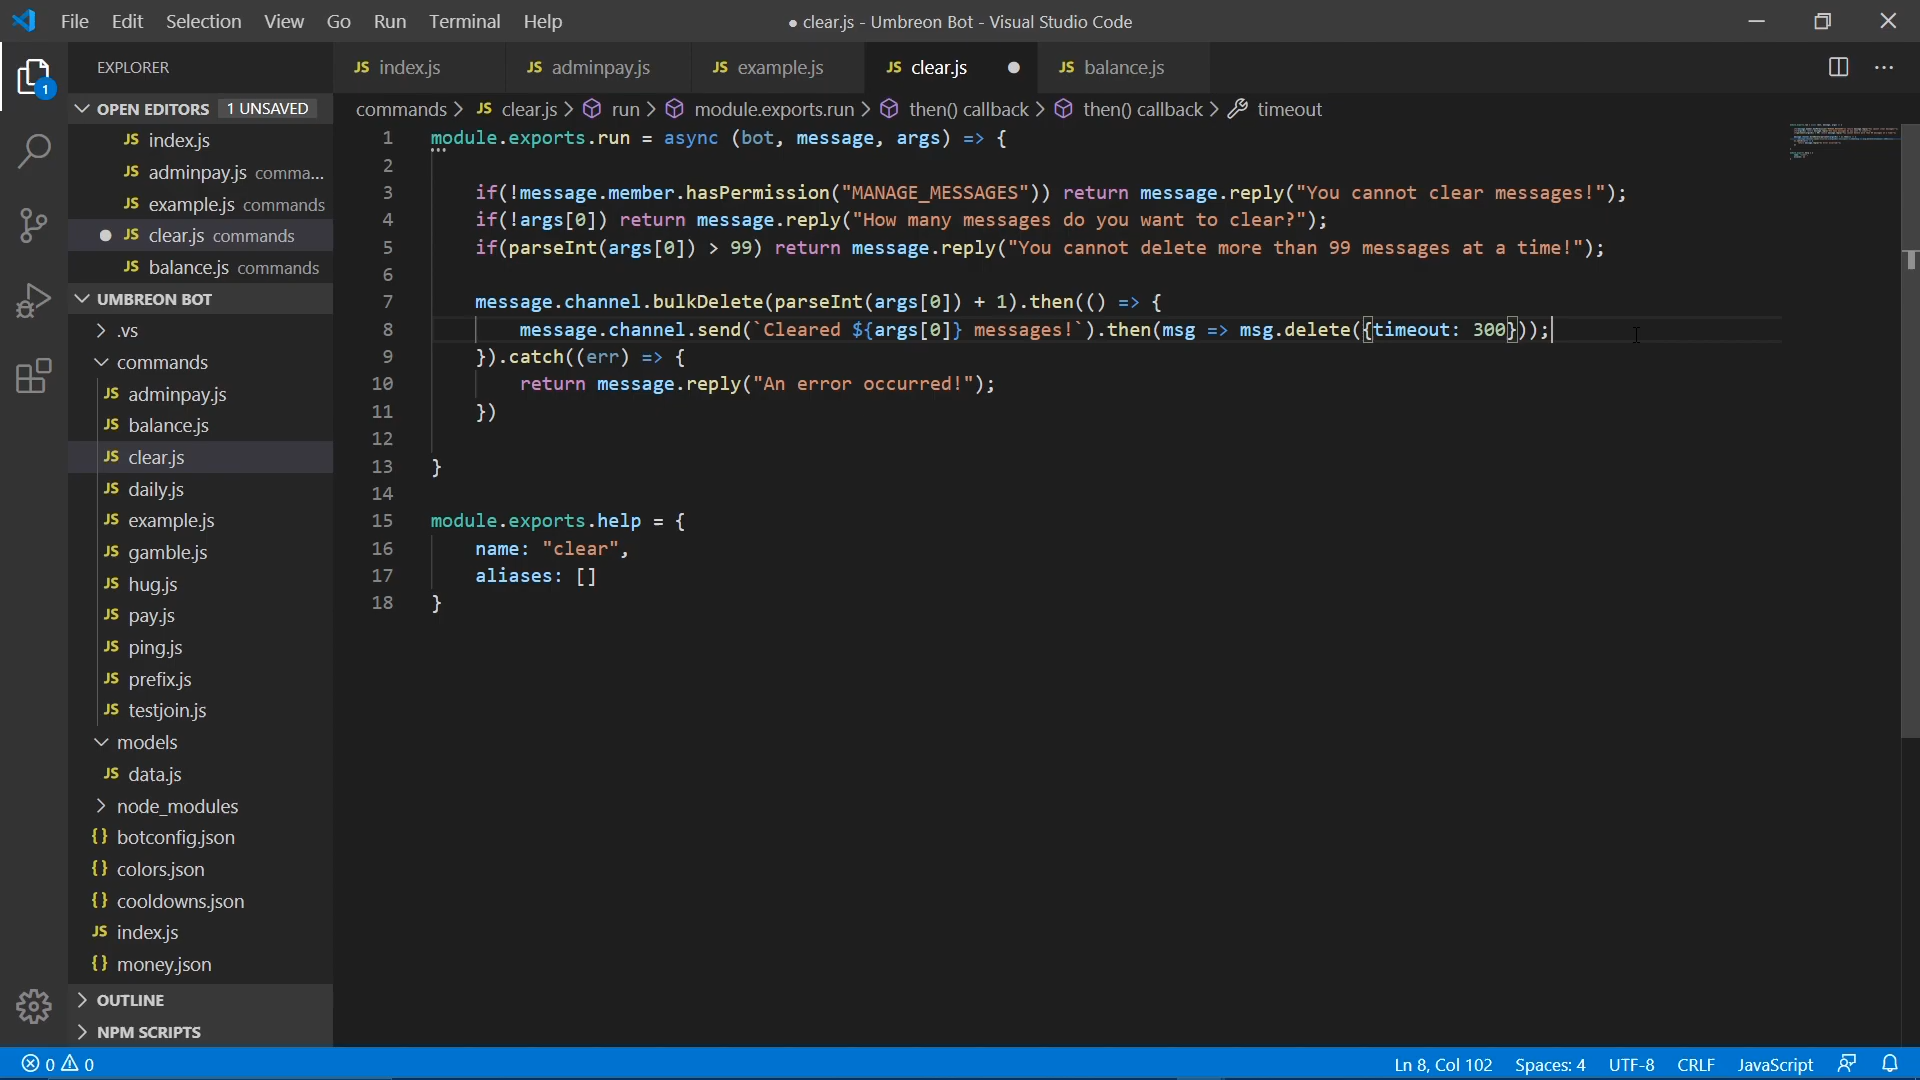 File Edit Selection View Go Run Terminal Help
● clear.js - Umbreon Bot - Visual Studio Code
EXPLORER
JS index.js
JS adminpay.js
JS example.js
JS clear.js ●
JS balance.js
OPEN EDITORS 1 UNSAVED
JS index.js
JS adminpay.js comma...
JS example.js commands
● JS clear.js commands
JS balance.js commands
UMBREON BOT
.vs
commands
JS adminpay.js
JS balance.js
JS clear.js
JS daily.js
JS example.js
JS gamble.js
JS hug.js
JS pay.js
JS ping.js
JS prefix.js
JS testjoin.js
models
JS data.js
node_modules
{} botconfig.json
{} colors.json
{} cooldowns.json
JS index.js
{} money.json
OUTLINE
NPM SCRIPTS
1
commands > JS clear.js > run > module.exports.run > then() callback > then() callback > timeout
1 module.exports.run = async (bot, message, args) => {
2
3     if(!message.member.hasPermission("MANAGE_MESSAGES")) return message.reply("You cannot clear messages!");
4     if(!args[0]) return message.reply("How many messages do you want to clear?");
5     if(parseInt(args[0]) > 99) return message.reply("You cannot delete more than 99 messages at a time!");
6
7     message.channel.bulkDelete(parseInt(args[0]) + 1).then(() => {
8         message.channel.send(`Cleared ${args[0]} messages!`).then(msg => msg.delete({timeout: 300}));
9     }).catch((err) => {
10         return message.reply("An error occurred!");
11     })
12
13 }
14
15 module.exports.help = {
16     name: "clear",
17     aliases: []
18 }
0 0
Ln 8, Col 102 Spaces: 4 UTF-8 CRLF JavaScript